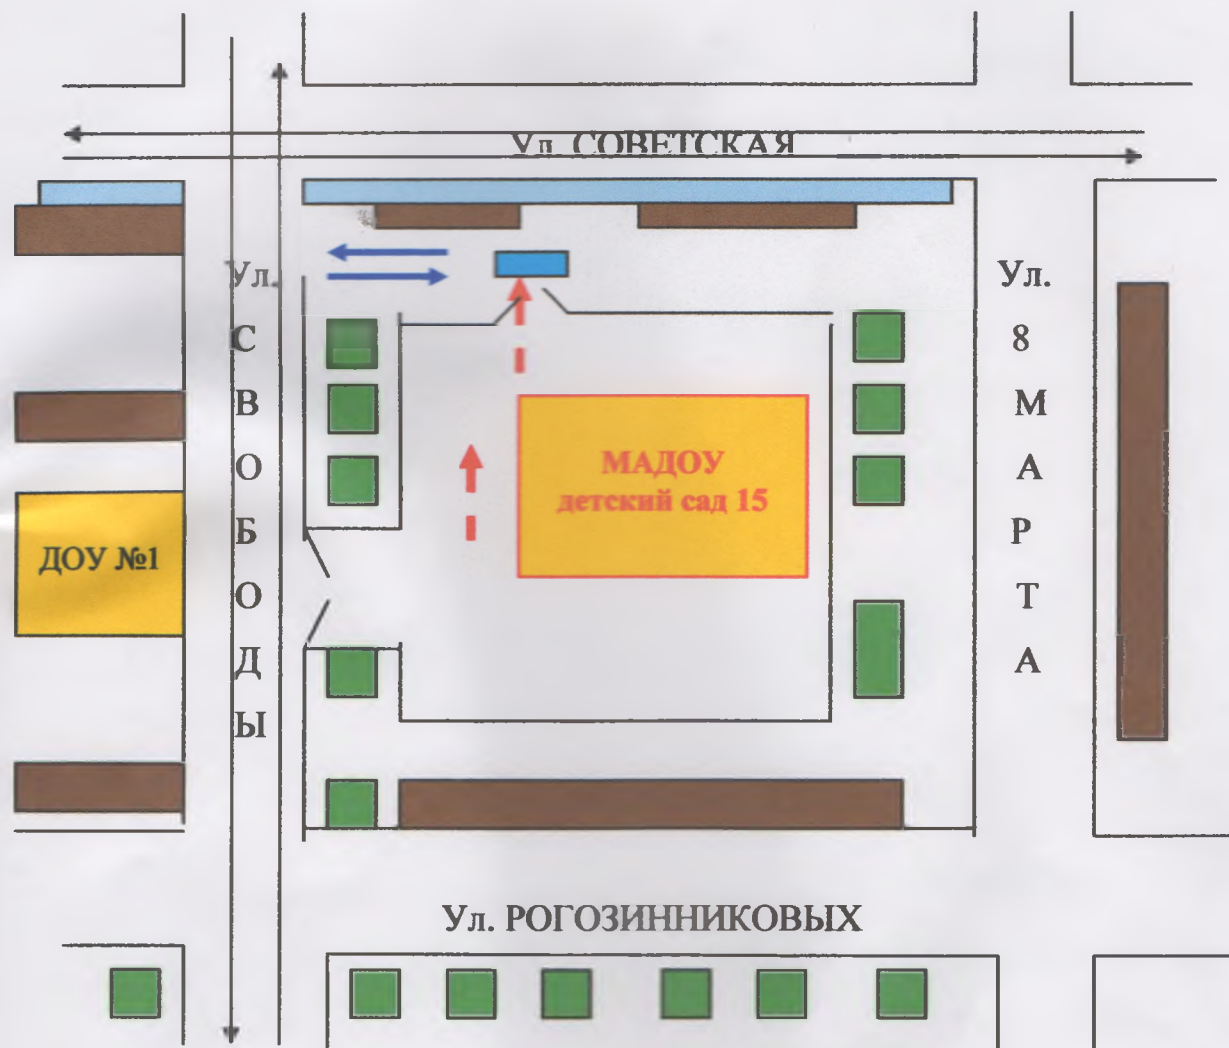 Ул. СОВЕТСКАЯ
Ул.
С
В
О
Б
О
Д
Ы
Ул.
8
М
А
Р
Т
А
МАДОУ
детский сад 15
ДОУ №1
Ул. РОГОЗИННИКОВЫХ